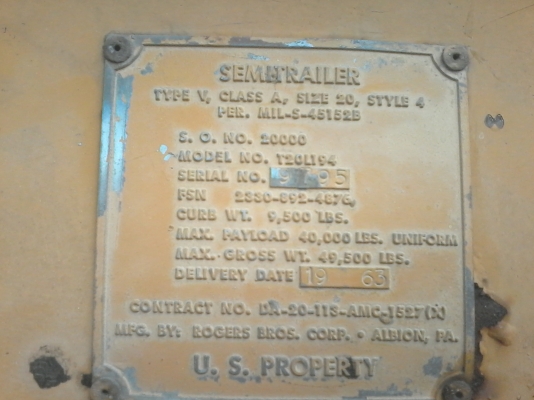 SEMITRAILER
TYPE V, CLASS A, SIZE 20, STYLE 4
PER. MIL-S-45152B
S. O. NO. 20000
MODEL NO. T20L194
SERIAL NO.
FSN 2330-892-4876,
CURB WT. 9,500 LBS.
MAX. PAYLOAD 40,000 LBS. UNIFORM
MAX. GROSS WT. 49,500 LBS.
DELIVERY DATE 19 63
CONTRACT NO. DA-20-113-AMC-1527(X)
MFG. BY: ROGERS BROS. CORP. • ALBION, PA.
U. S. PROPERTY